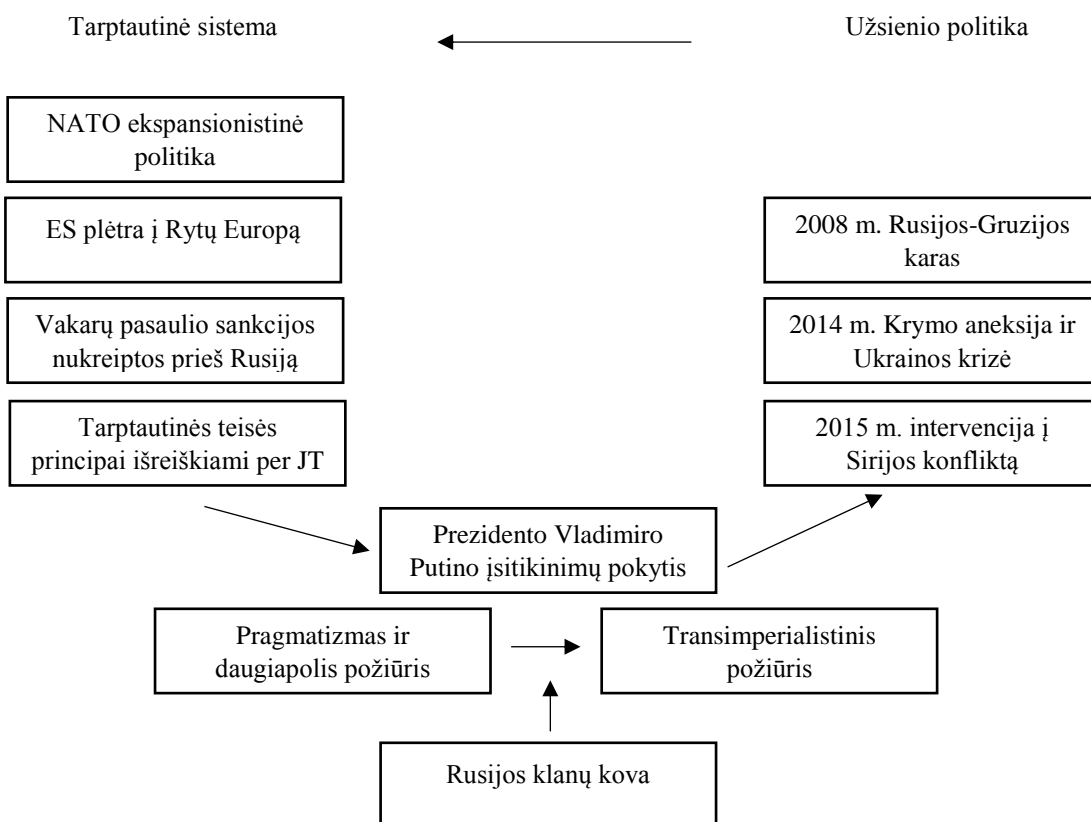 Tarptautinė sistema
Užsienio politika
NATO ekspansionistinė
politika
ES plėtra į Rytų Europą
2008 m. Rusijos-Gruzijos
karas
Vakarų pasaulio sankcijos
nukreiptos prieš Rusiją
2014 m. Krymo aneksija ir
Ukrainos krizė
Tarptautinės teisės
principai išreiškiami per JT
2015 m. intervencija į
Sirijos konfliktą
Prezidento Vladimiro
Putino įsitikinimų pokytis
Pragmatizmas ir
daugiapolis požiūris
Transimperialistinis
požiūris
Rusijos klanų kova